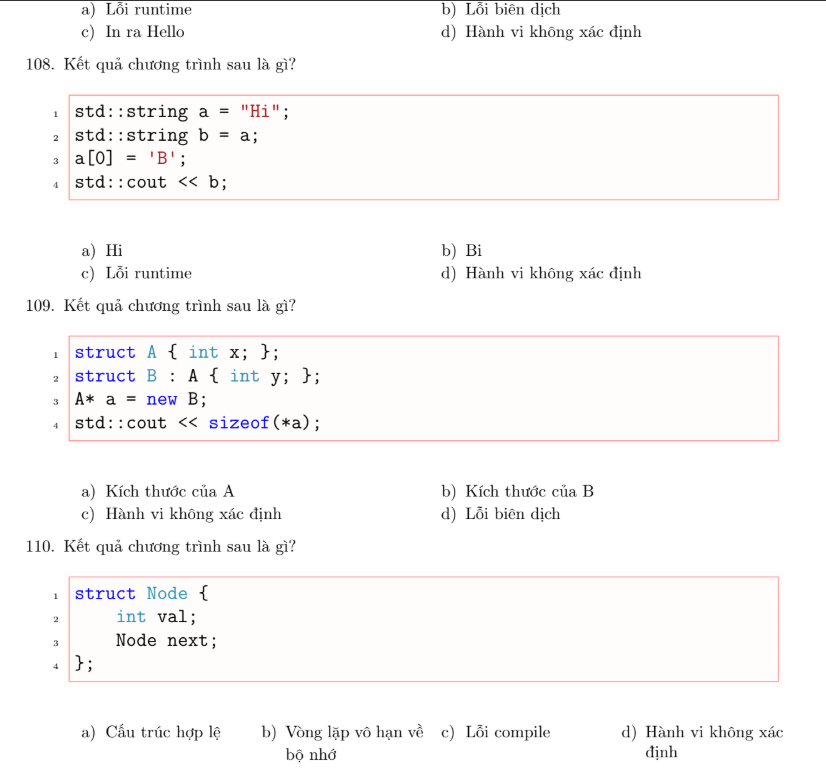 a) Lỗi runtime b) Lỗi biên dịch
c) In ra Hello d) Hành vi không xác định
108. Kết quả chương trình sau là gì?
1 std::string a = "Hi";
2 std::string b = a;
3 a[0] = 'B';
4 std::cout << b;
a) Hi b) Bi
c) Lỗi runtime d) Hành vi không xác định
109. Kết quả chương trình sau là gì?
1 struct A { int x; };
2 struct B : A { int y; };
3 A* a = new B;
4 std::cout << sizeof(*a);
a) Kích thước của A b) Kích thước của B
c) Hành vi không xác định d) Lỗi biên dịch
110. Kết quả chương trình sau là gì?
1 struct Node {
2 int val;
3 Node next;
4 };
a) Cấu trúc hợp lệ b) Vòng lặp vô hạn về c) Lỗi compile d) Hành vi không xác
bộ nhớ định